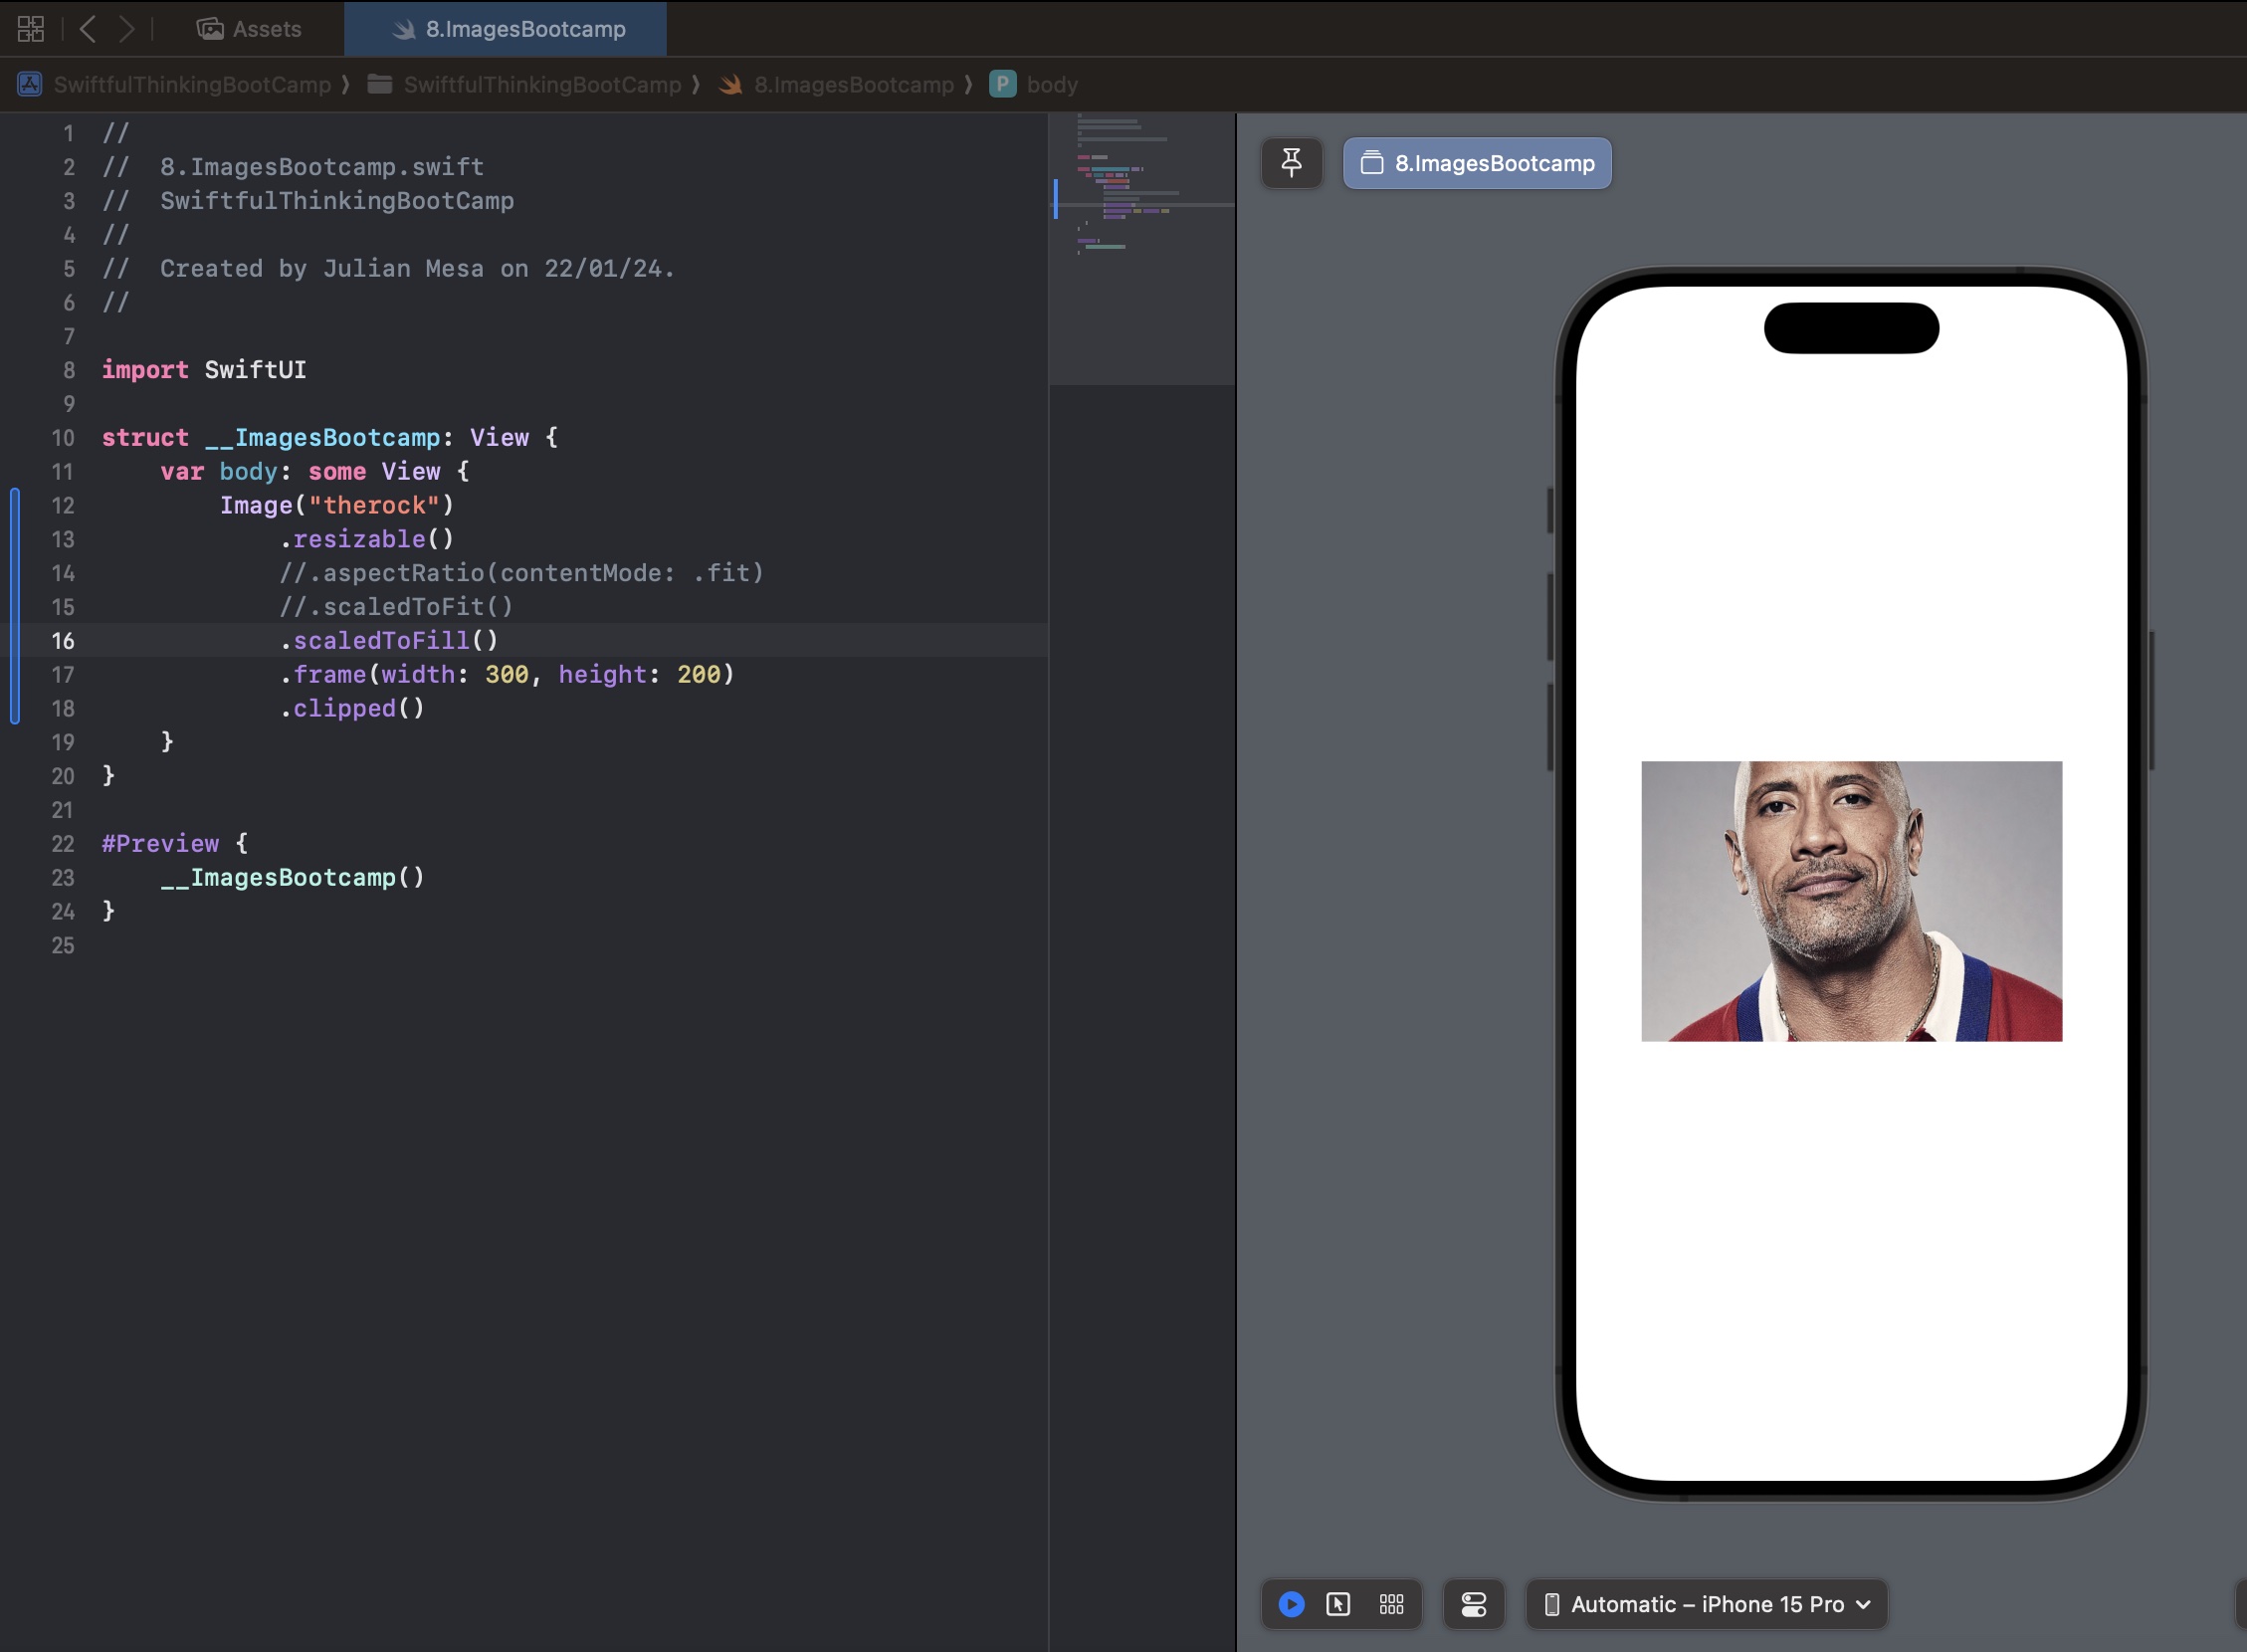 Assets
8.ImagesBootcamp
SwiftfulThinkingBootCamp ⟩ SwiftfulThinkingBootCamp ⟩ 8.ImagesBootcamp ⟩ P body
1 //
2 //  8.ImagesBootcamp.swift
3 //  SwiftfulThinkingBootCamp
4 //
5 //  Created by Julian Mesa on 22/01/24.
6 //
7
8 import SwiftUI
9
10 struct __ImagesBootcamp: View {
11     var body: some View {
12         Image("therock")
13             .resizable()
14             //.aspectRatio(contentMode: .fit)
15             //.scaledToFit()
16             .scaledToFill()
17             .frame(width: 300, height: 200)
18             .clipped()
19     }
20 }
21
22 #Preview {
23     __ImagesBootcamp()
24 }
25
8.ImagesBootcamp
Automatic – iPhone 15 Pro